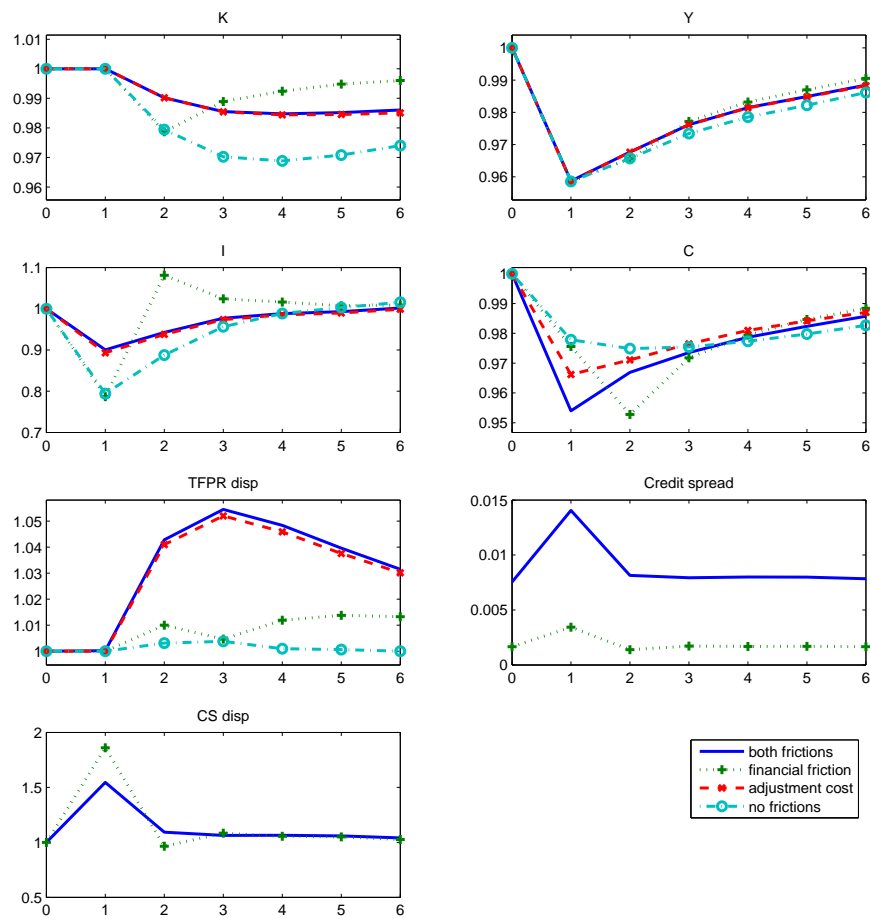 K
1.01
1
0.99
0.98
0.97
0.96
0 1 2 3 4 5 6
Y
1
0.99
0.98
0.97
0.96
0 1 2 3 4 5 6
I
1.1
1
0.9
0.8
0.7
0 1 2 3 4 5 6
C
1
0.99
0.98
0.97
0.96
0.95
0 1 2 3 4 5 6
TFPR disp
1.05
1.04
1.03
1.02
1.01
1
0 1 2 3 4 5 6
Credit spread
0.015
0.01
0.005
0
0 1 2 3 4 5 6
CS disp
2
1.5
1
0.5
0 1 2 3 4 5 6
both frictions
financial friction
adjustment cost
no frictions